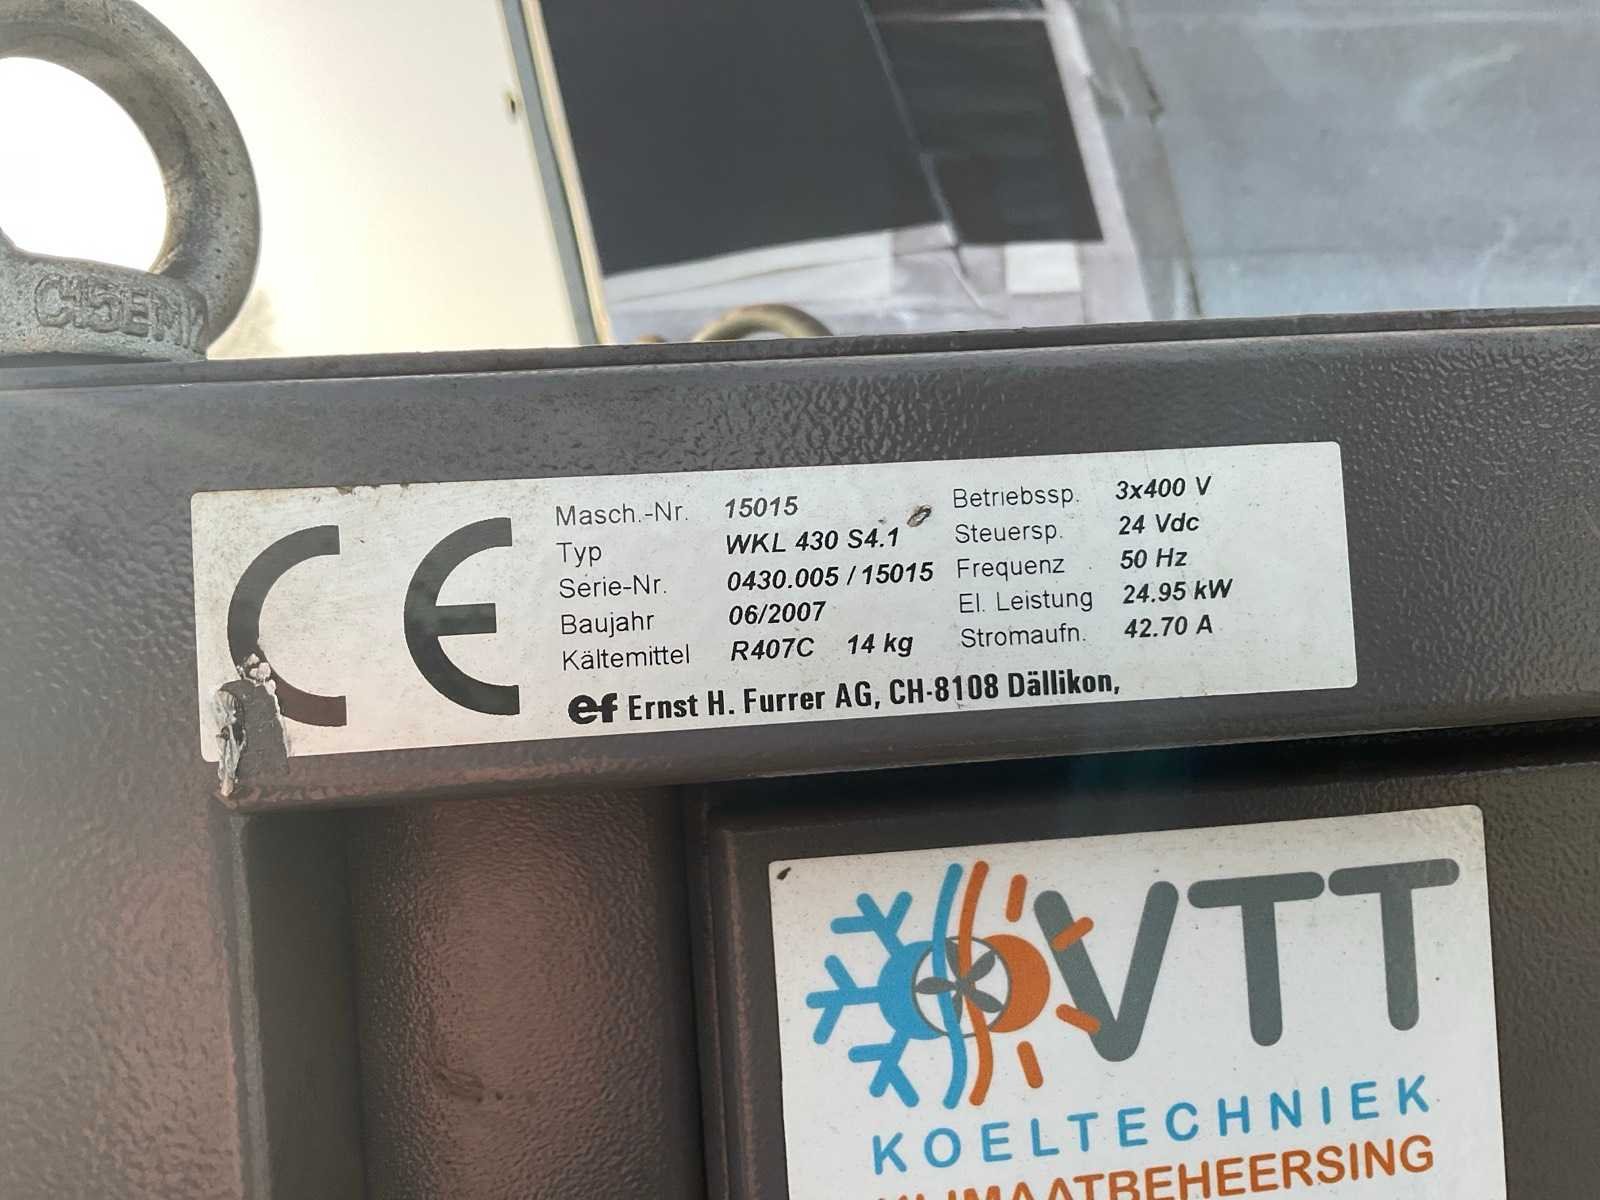 C15E
CE
Masch.-Nr. 15015
Typ WKL 430 S4.1
Serie-Nr. 0430.005 / 15015
Baujahr 06/2007
Kältemittel R407C 14 kg
Betriebssp. 3x400 V
Steuersp. 24 Vdc
Frequenz 50 Hz
El. Leistung 24.95 kW
Stromaufn. 42.70 A
ef Ernst H. Furrer AG, CH-8108 Dällikon,
VTT
KOELTECHNIEK
KLIMAATBEHEERSING